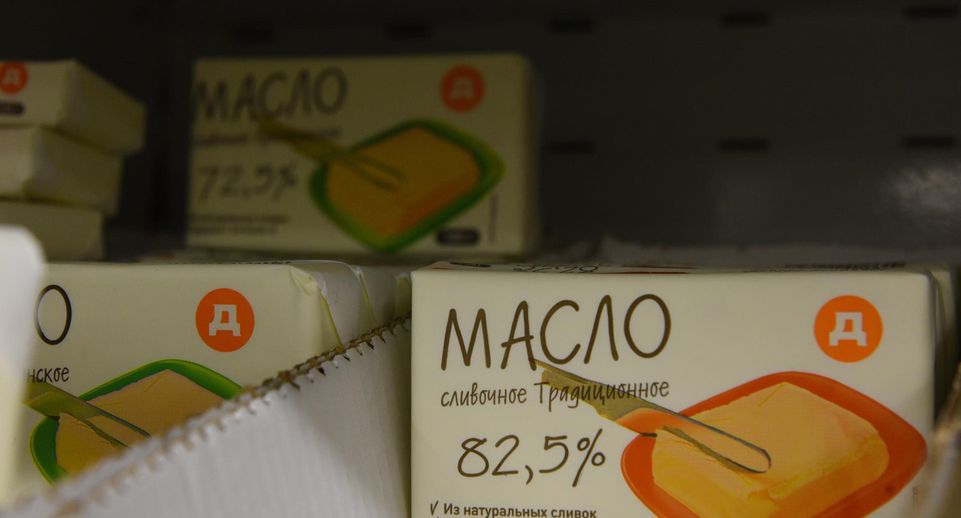 Д
МАСЛО
Д
72,5%
О
Д
нское
МАСЛО
Д
сливочное Традиционное
82,5%
√ Из натуральных сливок